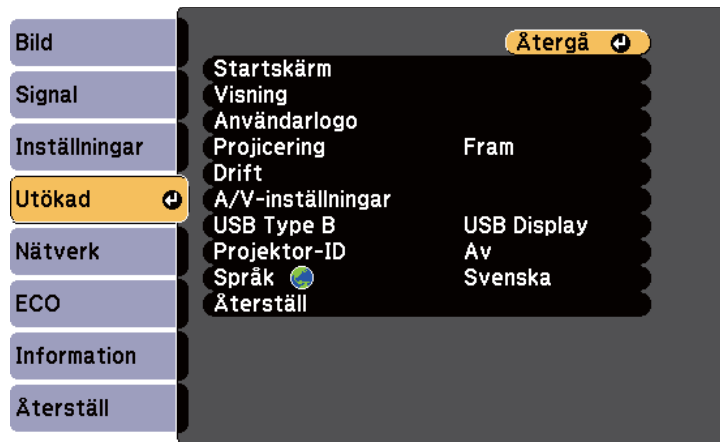 Bild
Signal
Inställningar
Utökad
Nätverk
ECO
Information
Återställ
Återgå
Startskärm
Visning
Användarlogo
Projicering Fram
Drift
A/V-inställningar
USB Type B USB Display
Projektor-ID Av
Språk Svenska
Återställ